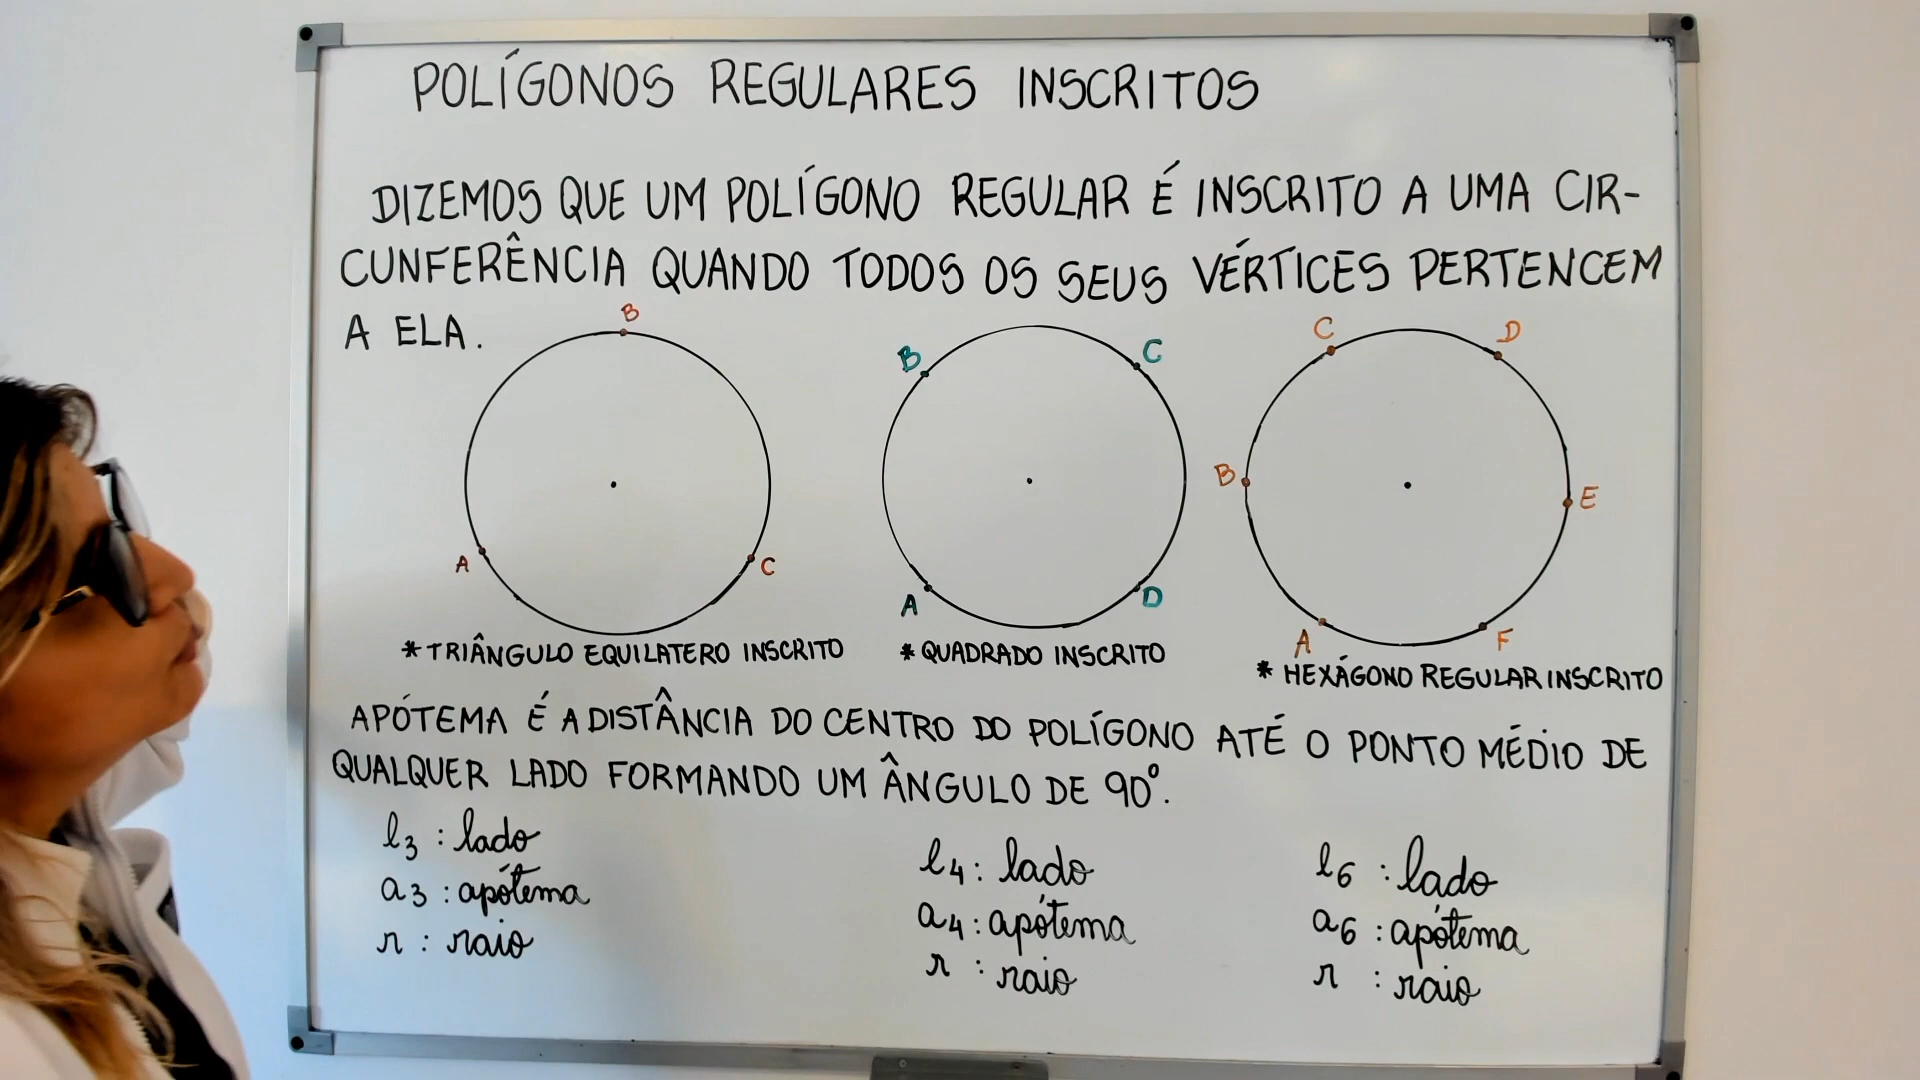 POLÍGONOS REGULARES INSCRITOS
DIZEMOS QUE UM POLÍGONO REGULAR É INSCRITO A UMA CIR-
CUNFERÊNCIA QUANDO TODOS OS SEUS VÉRTICES PERTENCEM
A ELA.
B
A
C
B
C
A
D
C
D
B
E
A
F
* TRIÂNGULO EQUILATERO INSCRITO
* QUADRADO INSCRITO
* HEXÁGONO REGULAR INSCRITO
APÓTEMA É A DISTÂNCIA DO CENTRO DO POLÍGONO ATÉ O PONTO MÉDIO DE
QUALQUER LADO FORMANDO UM ÂNGULO DE 90°.
l3 : lado
a3 : apótema
r : raio
l4 : lado
a4 : apótema
r : raio
l6 : lado
a6 : apótema
r : raio